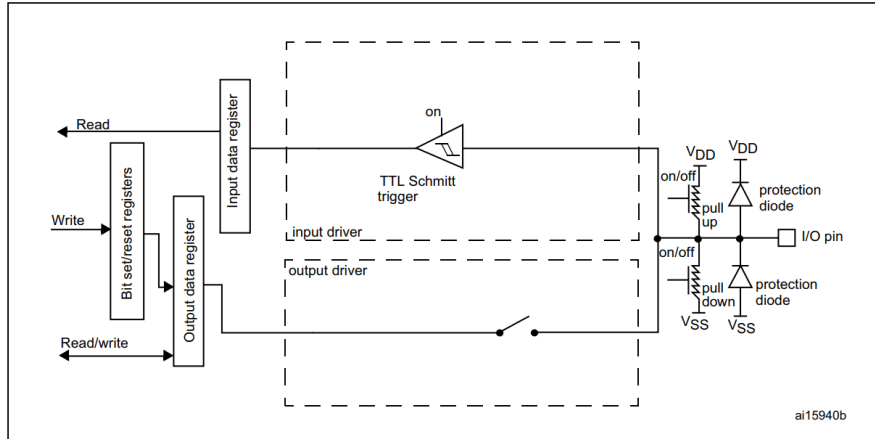 on
Read
TTL Schmitt
trigger
Input data register
input driver
Write
Bit set/reset registers
Output data register
Read/write
output driver
VDD
VDD
on/off
pull
up
protection
diode
I/O pin
on/off
pull
down
protection
diode
VSS
VSS
ai15940b